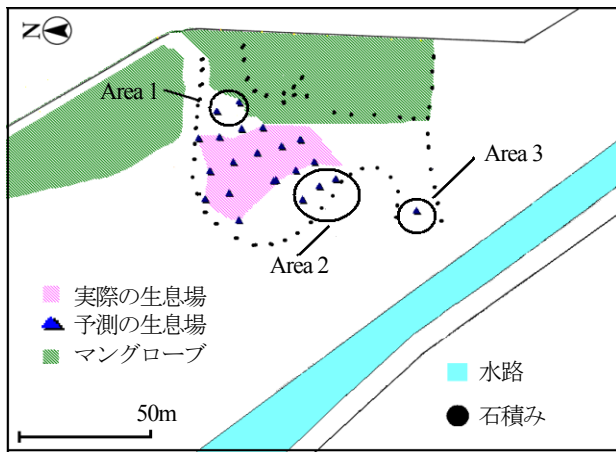 N
Area 1
Area 3
Area 2
実際の生息場
予測の生息場
マングローブ
水路
石積み
50m